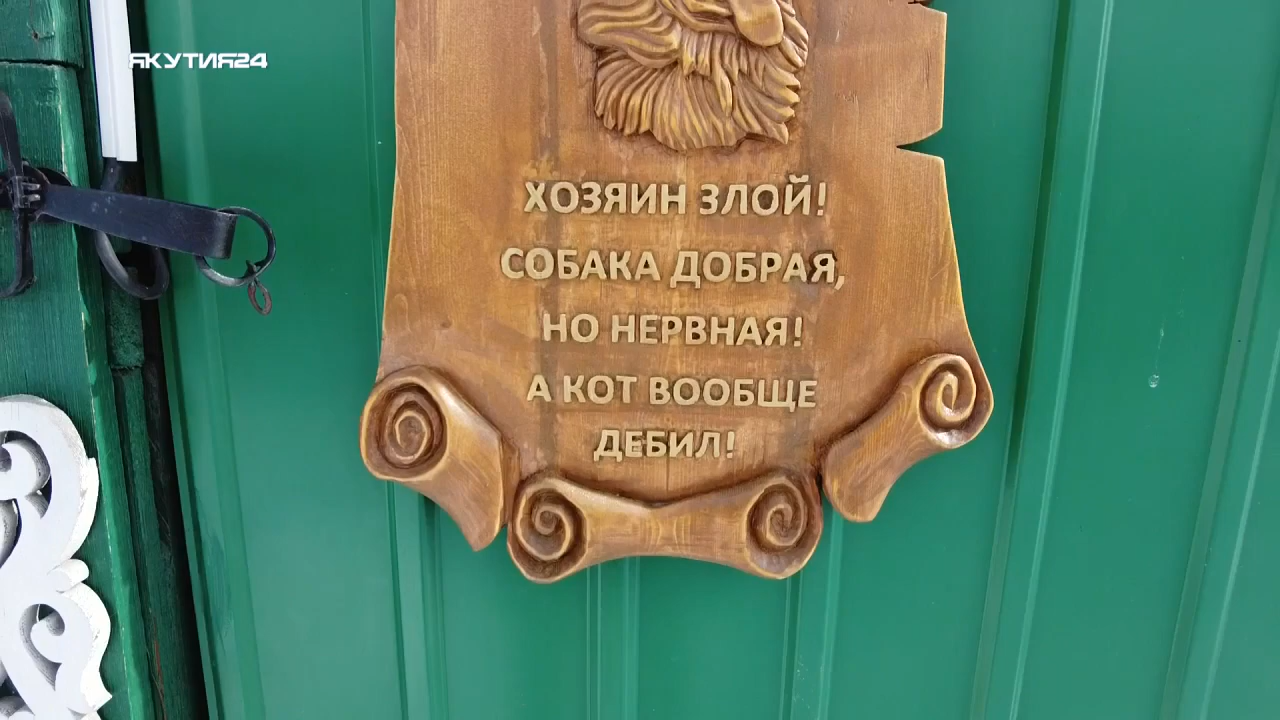 ЯКУТИЯ24
ХОЗЯИН ЗЛОЙ!
СОБАКА ДОБРАЯ,
НО НЕРВНАЯ!
А КОТ ВООБЩЕ
ДЕБИЛ!